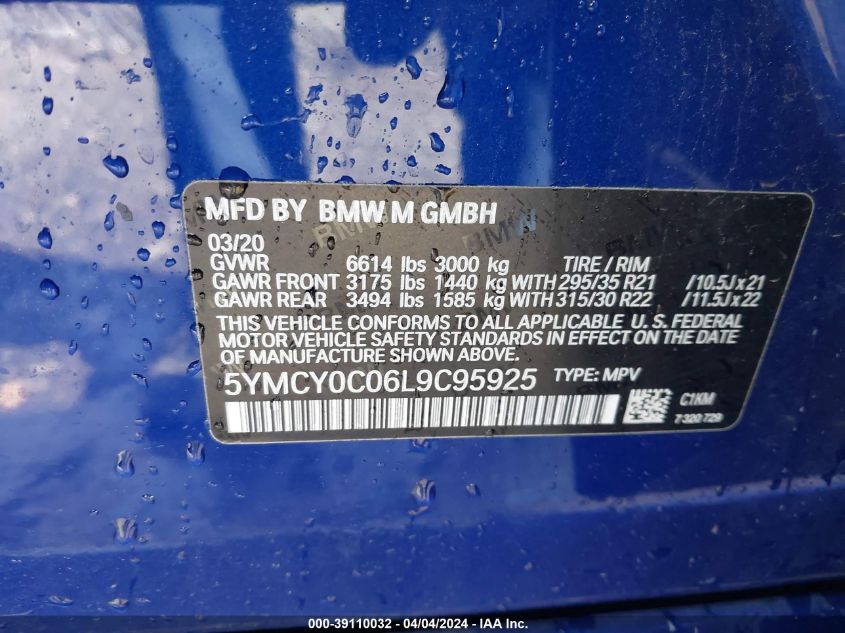 MFD BY BMW M GMBH
03/20
GVWR 6614 lbs 3000 kg TIRE / RIM
GAWR FRONT 3175 lbs 1440 kg WITH 295/35 R21 /10.5J x 21
GAWR REAR 3494 lbs 1585 kg WITH 315/30 R22 /11.5J x 22
THIS VEHICLE CONFORMS TO ALL APPLICABLE U. S. FEDERAL
MOTOR VEHICLE SAFETY STANDARDS IN EFFECT ON THE DATE
OF MANUFACTURE SHOWN ABOVE.
5YMCY0C06L9C95925 TYPE: MPV
C1KM
7 320 729
000-39110032 - 04/04/2024 - IAA Inc.